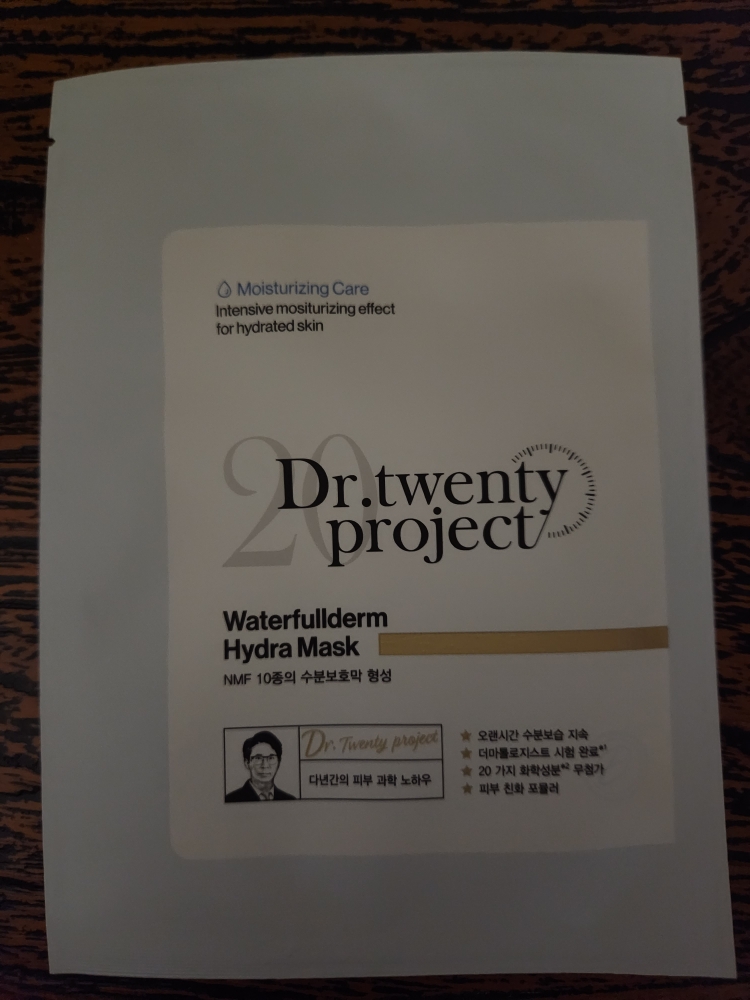 Moisturizing Care
Intensive mositurizing effect
for hydrated skin
20
Dr.twenty
project
Waterfullderm
Hydra Mask
NMF 10종의 수분보호막 형성
Dr. Twenty project
다년간의 피부 과학 노하우
★ 오랜시간 수분보습 지속
★ 더마톨로지스트 시험 완료*1
★ 20 가지 화학성분*2 무첨가
★ 피부 친화 포뮬러